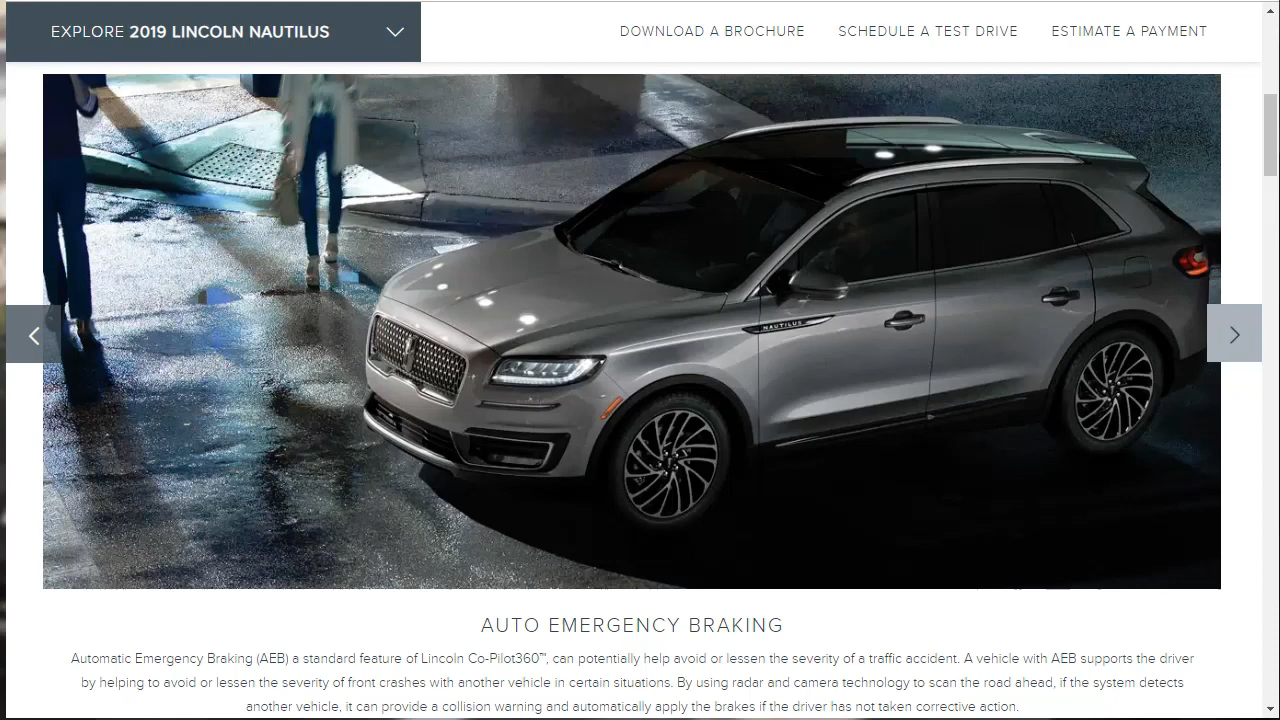 EXPLORE 2019 LINCOLN NAUTILUS
DOWNLOAD A BROCHURE
SCHEDULE A TEST DRIVE
ESTIMATE A PAYMENT
NAUTILUS
AUTO EMERGENCY BRAKING
Automatic Emergency Braking (AEB) a standard feature of Lincoln Co-Pilot360™, can potentially help avoid or lessen the severity of a traffic accident. A vehicle with AEB supports the driver
by helping to avoid or lessen the severity of front crashes with another vehicle in certain situations. By using radar and camera technology to scan the road ahead, if the system detects
another vehicle, it can provide a collision warning and automatically apply the brakes if the driver has not taken corrective action.